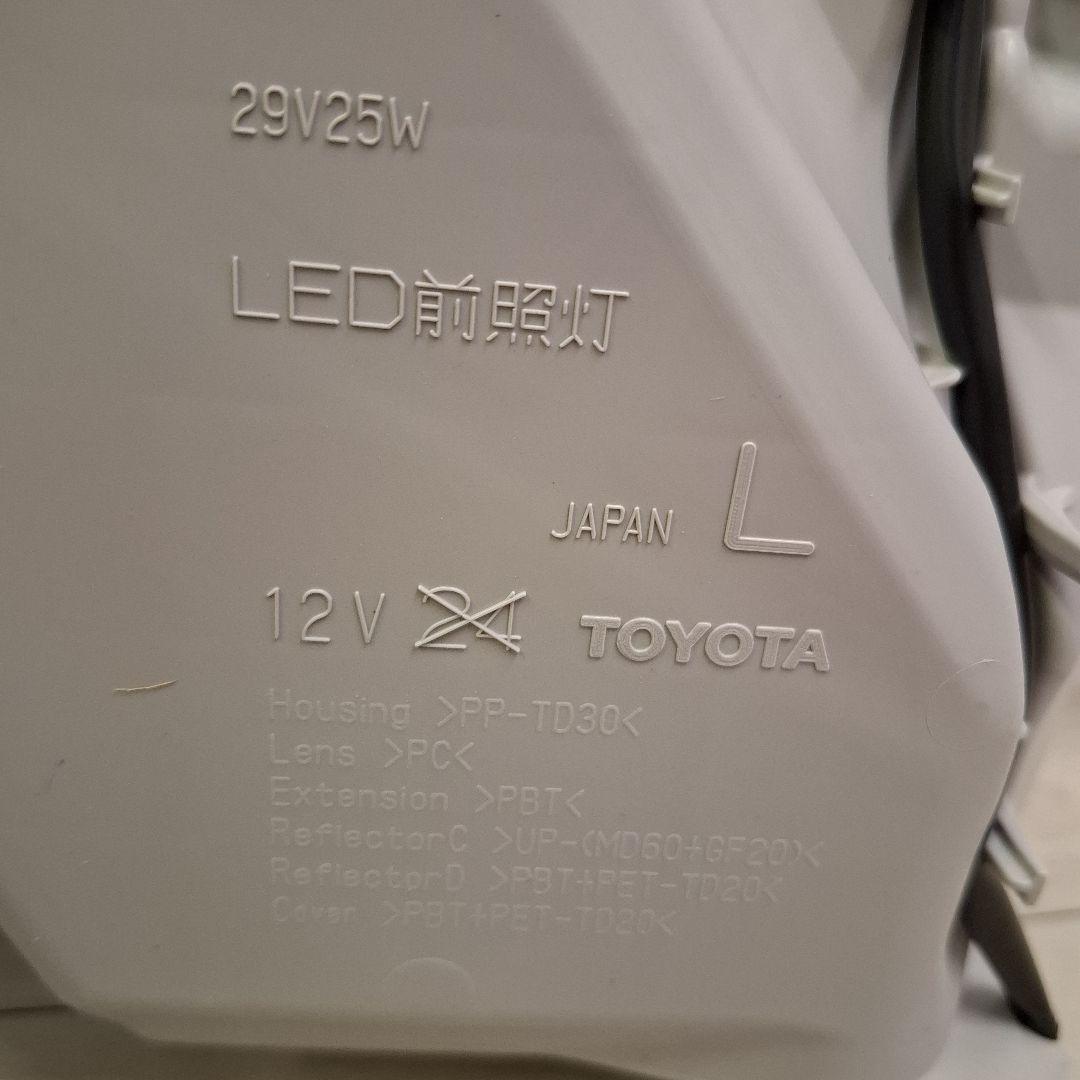 29V25W
LED前照灯
JAPAN L
12V 24 TOYOTA
Housing >PP-TD30<
Lens >PC<
Extension >PBT<
ReflectorC >UP-(MD60+GF20)<
ReflectorD >PBT+PET-TD20<
Cover >PBT+PET-TD30<